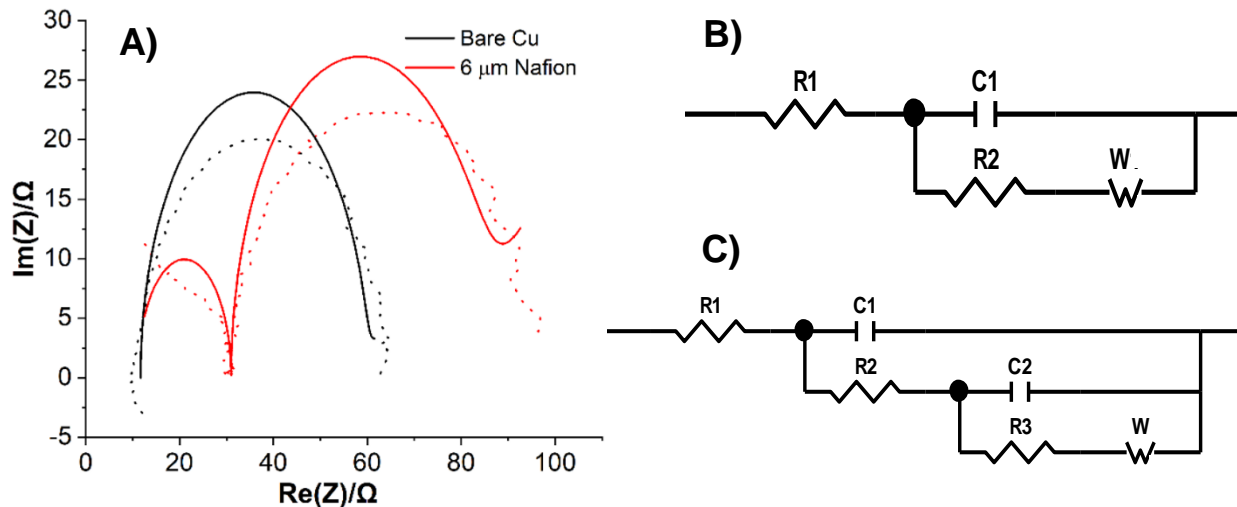 A)
Bare Cu
6 μm Nafion
30
25
20
15
10
5
0
-5
Im(Z)/Ω
0 20 40 60 80 100
Re(Z)/Ω
B)
R1
C1
R2
W
C)
R1
C1
R2
C2
R3
W